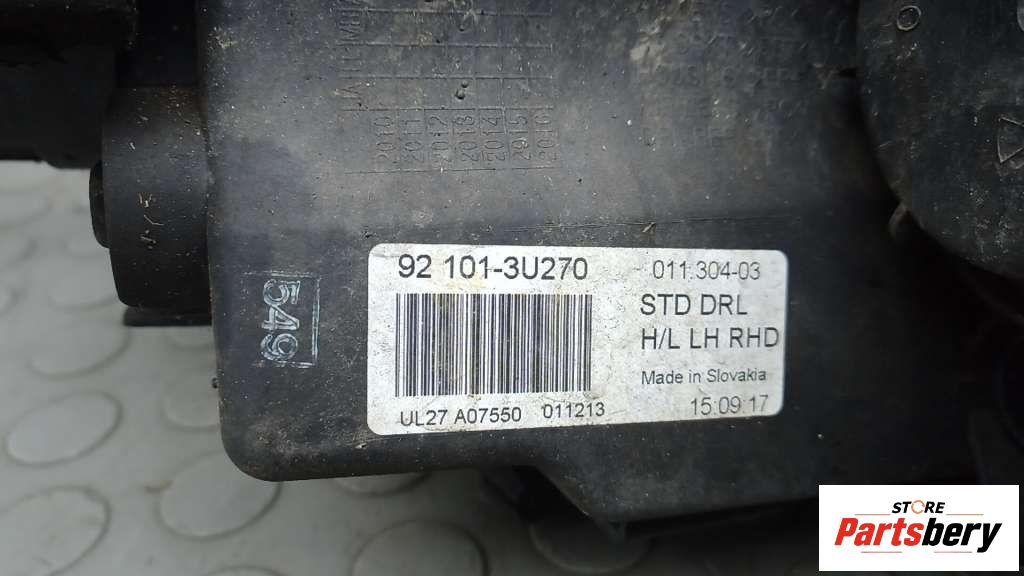 2010
2011
2012
2013
2014
2015
2016
549
92 101-3U270
011.304-03
STD DRL
H/L LH RHD
Made in Slovakia
UL27 A07550 011213
15.09.17
STORE
Partsbery